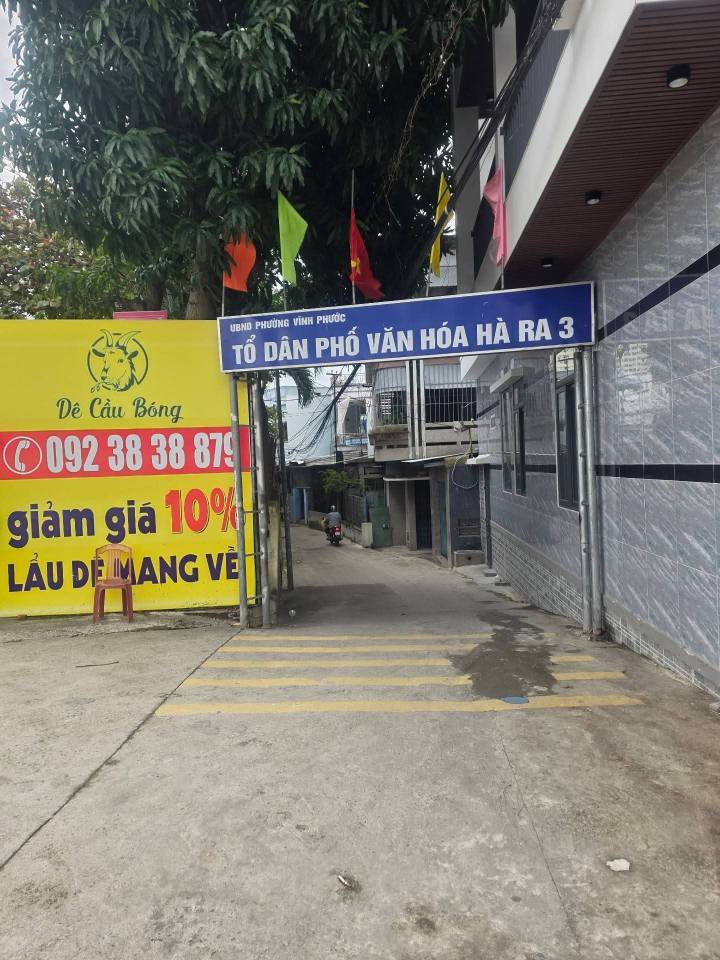 UBND PHƯỜNG VĨNH PHƯỚC
TỔ DÂN PHỐ VĂN HÓA HÀ RA 3
Dê Cầu Bóng
092 38 38 879
giảm giá 10%
LẨU DÊ MANG VỀ